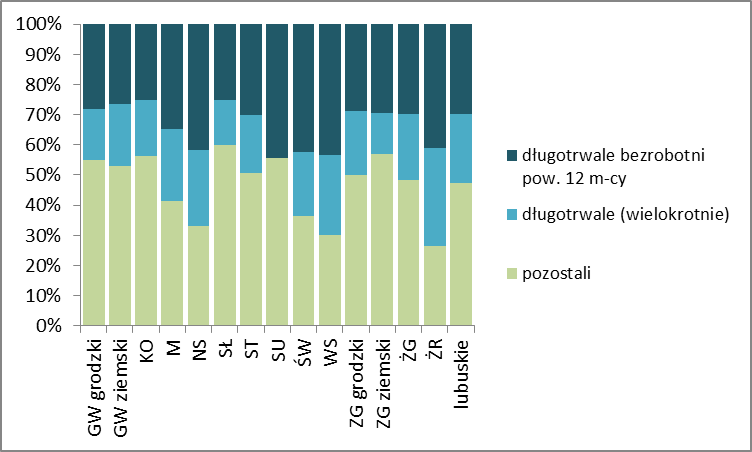 100%
90%
80%
70%
60%
50%
40%
30%
20%
10%
0%
GW grodzki
GW ziemski
KO
M
NS
SŁ
ST
SU
ŚW
WS
ZG grodzki
ZG ziemski
ŻG
ŻR
lubuskie
długotrwale bezrobotni
pow. 12 m-cy
długotrwale (wielokrotnie)
pozostali